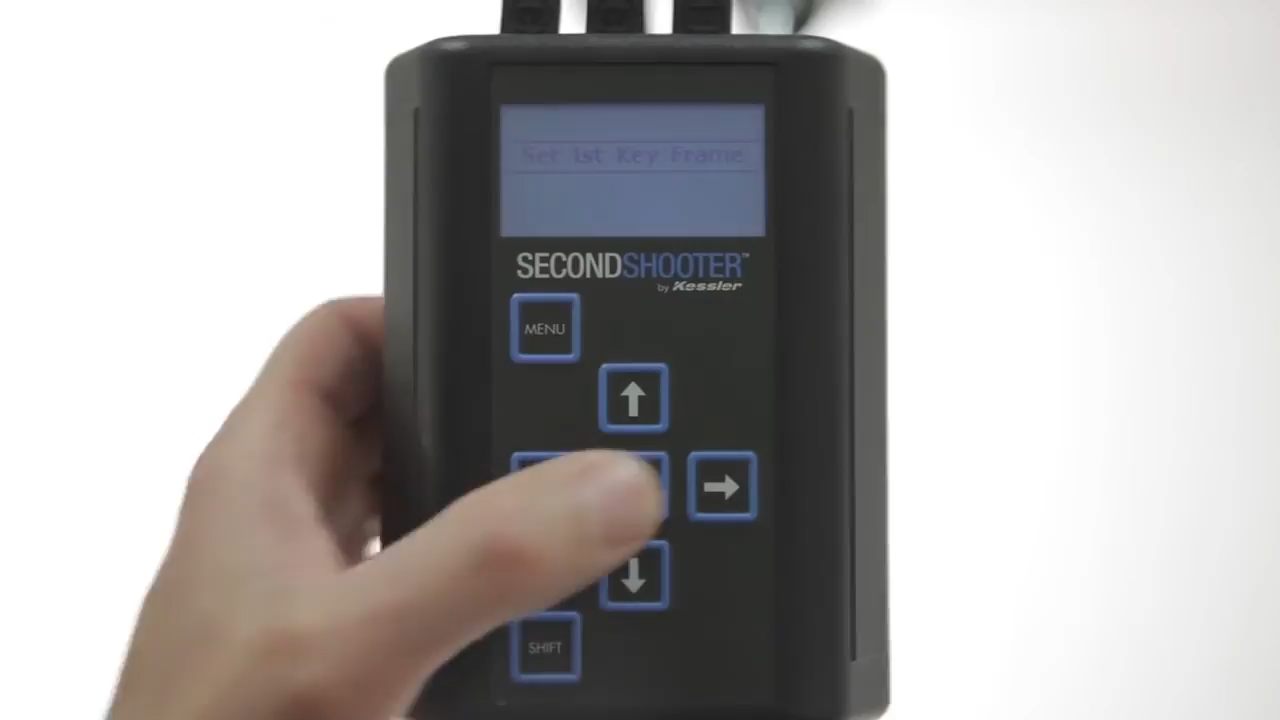 Set 1st Key Frame
SECONDSHOOTER™
by Kessler
MENU
SHIFT